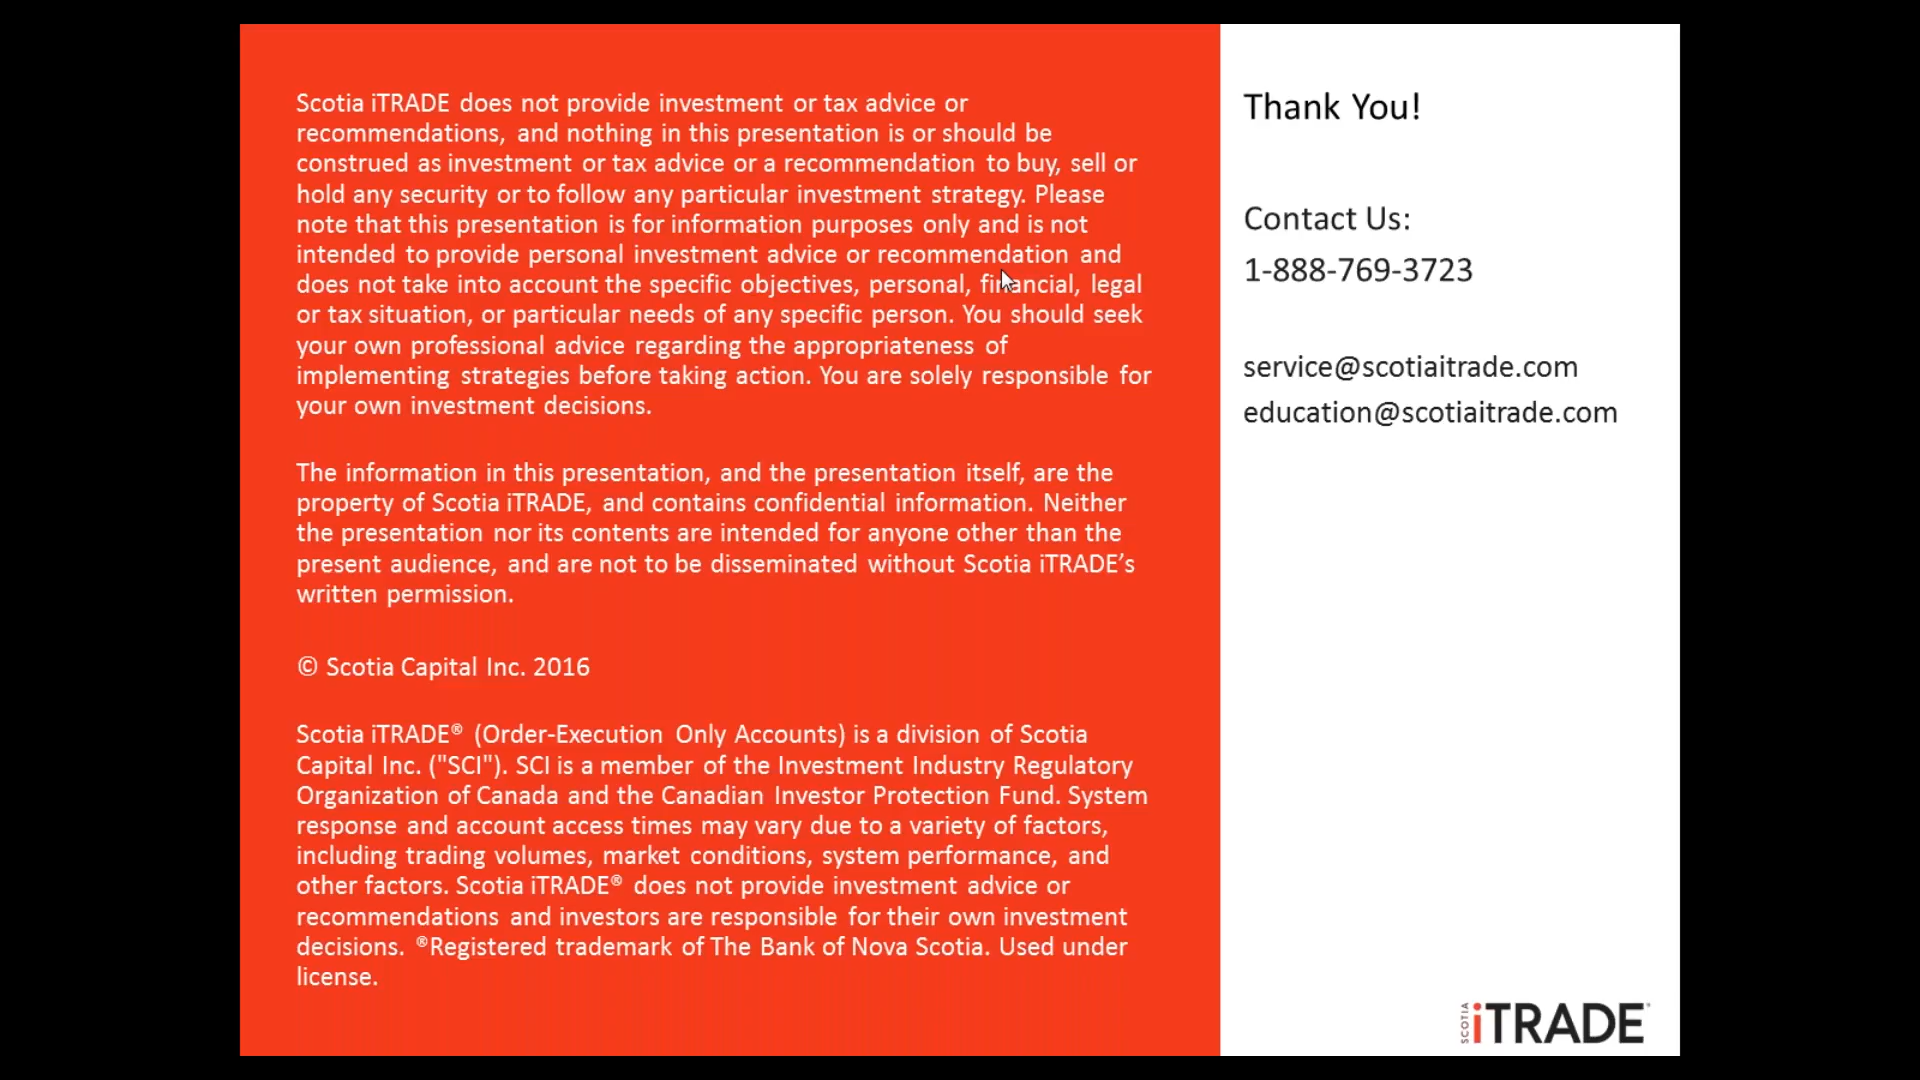 Scotia iTRADE does not provide investment or tax advice or
recommendations, and nothing in this presentation is or should be
construed as investment or tax advice or a recommendation to buy, sell or
hold any security or to follow any particular investment strategy. Please
note that this presentation is for information purposes only and is not
intended to provide personal investment advice or recommendation and
does not take into account the specific objectives, personal, financial, legal
or tax situation, or particular needs of any specific person. You should seek
your own professional advice regarding the appropriateness of
implementing strategies before taking action. You are solely responsible for
your own investment decisions.
The information in this presentation, and the presentation itself, are the
property of Scotia iTRADE, and contains confidential information. Neither
the presentation nor its contents are intended for anyone other than the
present audience, and are not to be disseminated without Scotia iTRADE’s
written permission.
© Scotia Capital Inc. 2016
Scotia iTRADE® (Order-Execution Only Accounts) is a division of Scotia
Capital Inc. ("SCI"). SCI is a member of the Investment Industry Regulatory
Organization of Canada and the Canadian Investor Protection Fund. System
response and account access times may vary due to a variety of factors,
including trading volumes, market conditions, system performance, and
other factors. Scotia iTRADE® does not provide investment advice or
recommendations and investors are responsible for their own investment
decisions. ®Registered trademark of The Bank of Nova Scotia. Used under
license.
Thank You!
Contact Us:
1-888-769-3723
service@scotiaitrade.com
education@scotiaitrade.com
SCOTIA iTRADE